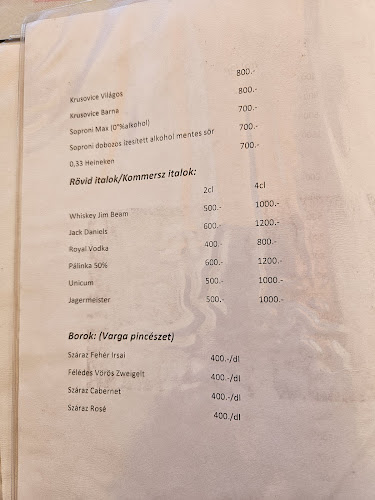 Krusovice Világos 800.-
Krusovice Barna 800.-
Soproni Max (0"%alkohol) 700.-
Soproni dobozos ízesített alkohol mentes sör 700.-
0,33 Heineken 700.-
Rövid italok/Kommersz italok:
2cl 4cl
Whiskey Jim Beam 500.- 1000.-
Jack Daniels 600.- 1200.-
Royal Vodka 400.- 800.-
Pálinka 50% 600.- 1200.-
Unicum 500.- 1000.-
Jagermeister 500.- 1000.-
Borok: (Varga pincészet)
Száraz Fehér Irsai 400.-/dl
Félédes Vörös Zweigelt 400.-/dl
Száraz Cabernet 400.-/dl
Száraz Rosé 400./dl